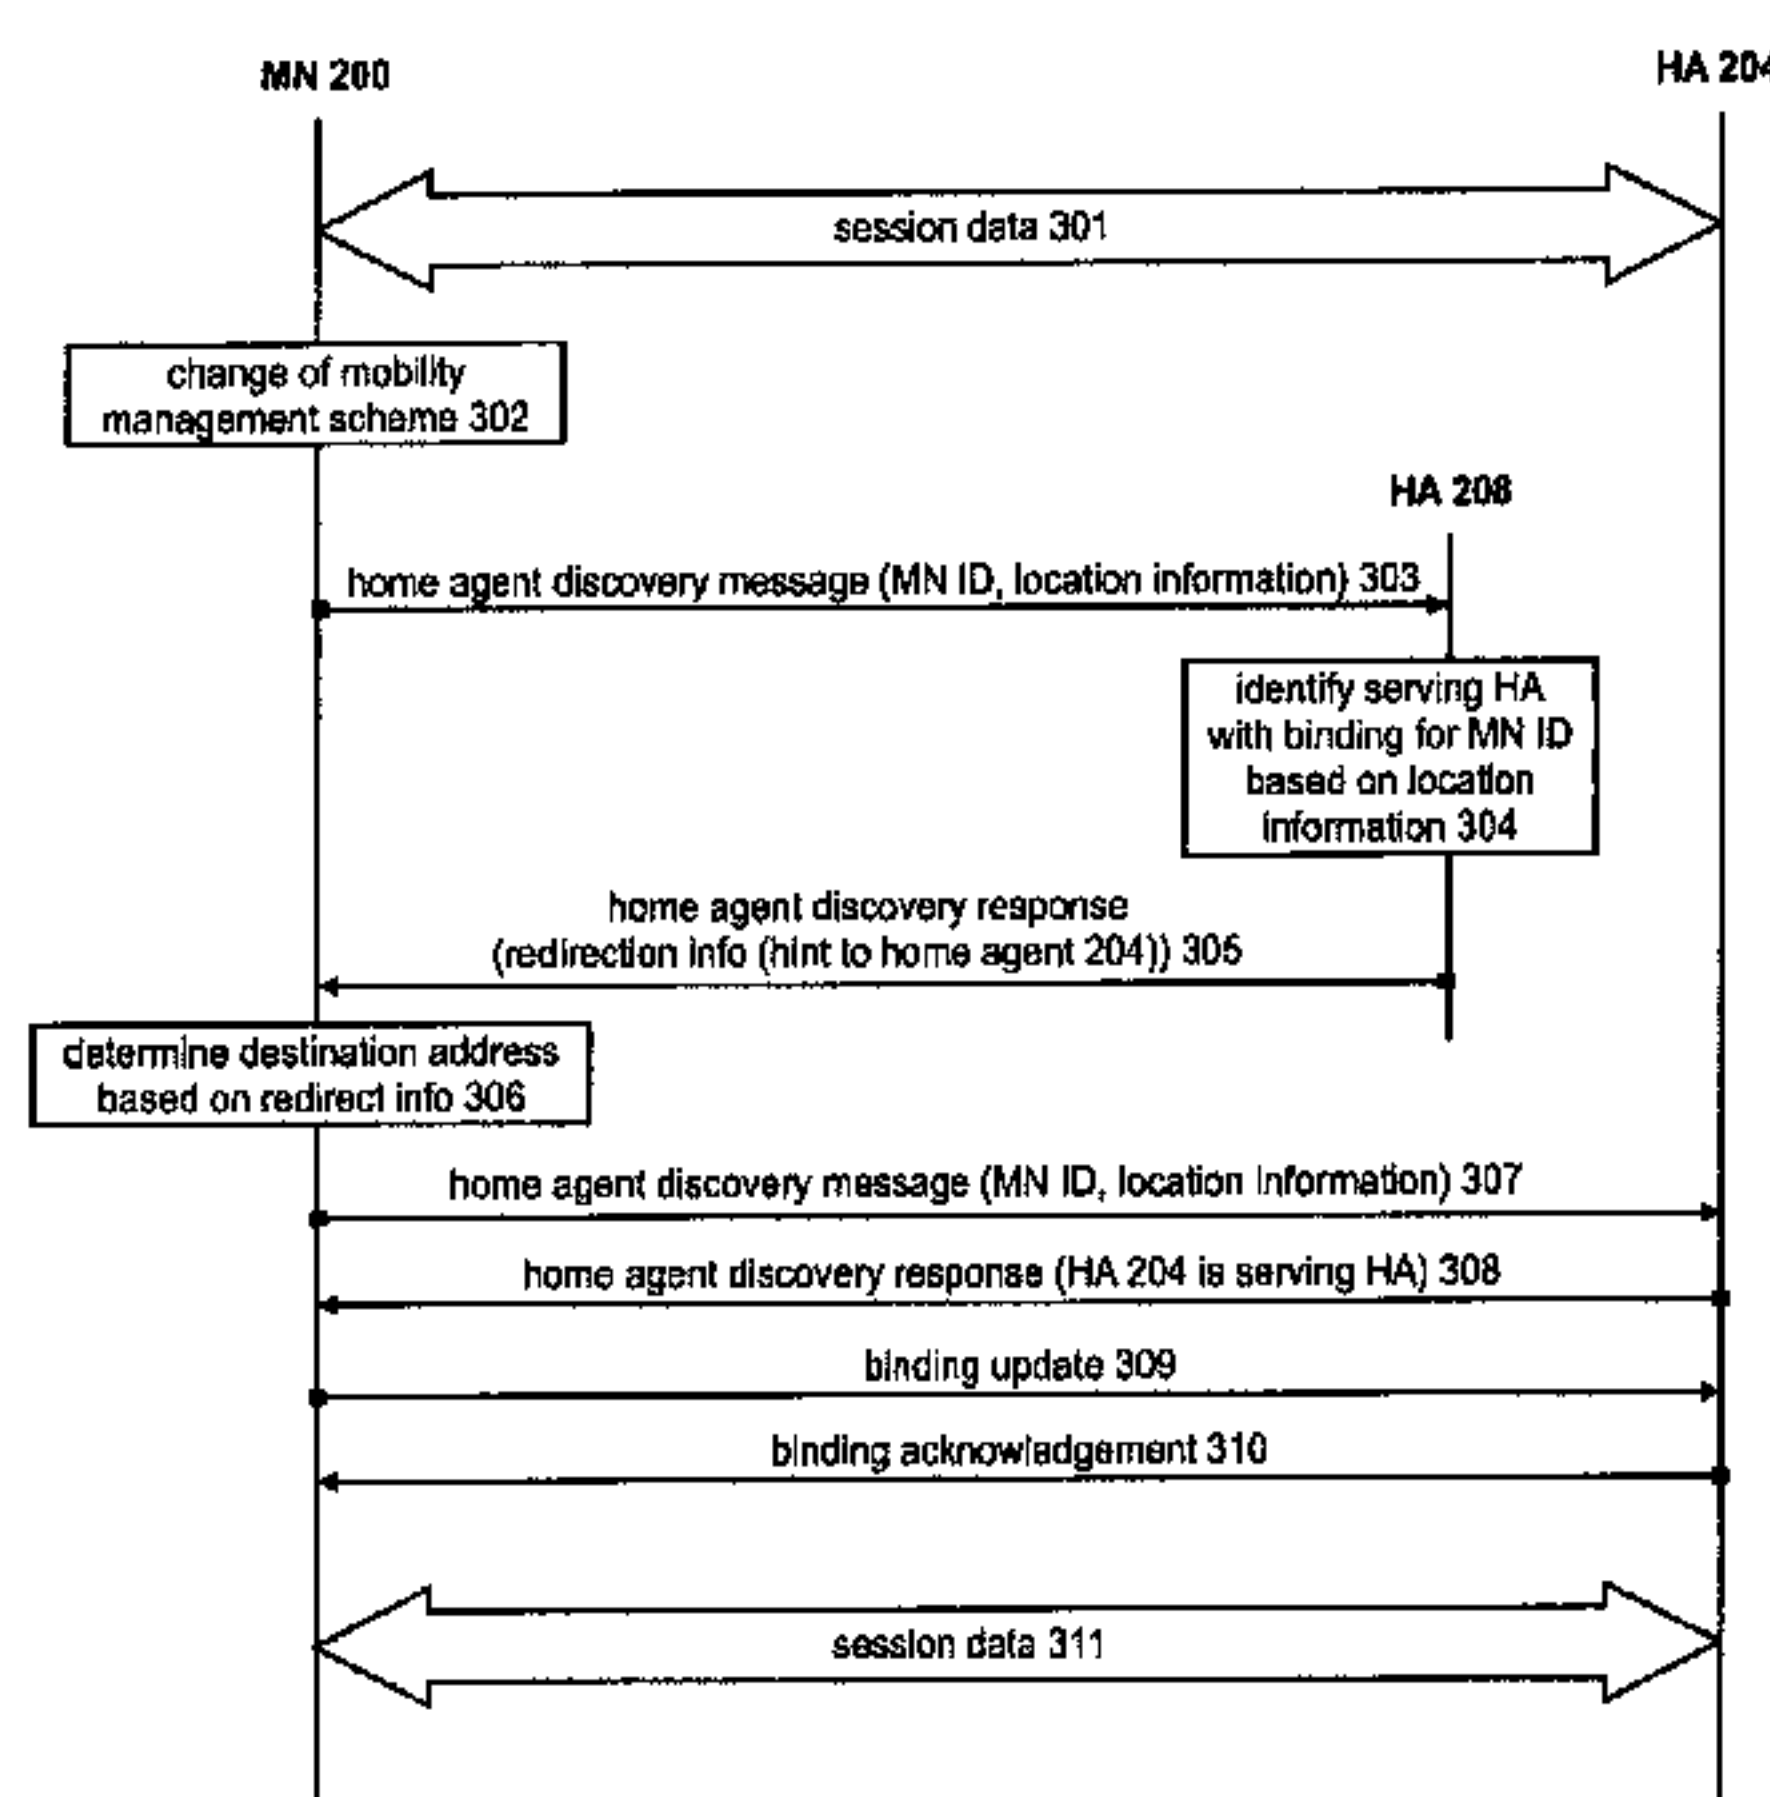 MN 200
HA 204
session data 301
change of mobility
management scheme 302
HA 208
home agent discovery message (MN ID, location information) 303
identify serving HA
with binding for MN ID
based on location
information 304
home agent discovery response
(redirection info (hint to home agent 204)) 305
determine destination address
based on redirect info 306
home agent discovery message (MN ID, location information) 307
home agent discovery response (HA 204 is serving HA) 308
binding update 309
binding acknowledgement 310
session data 311